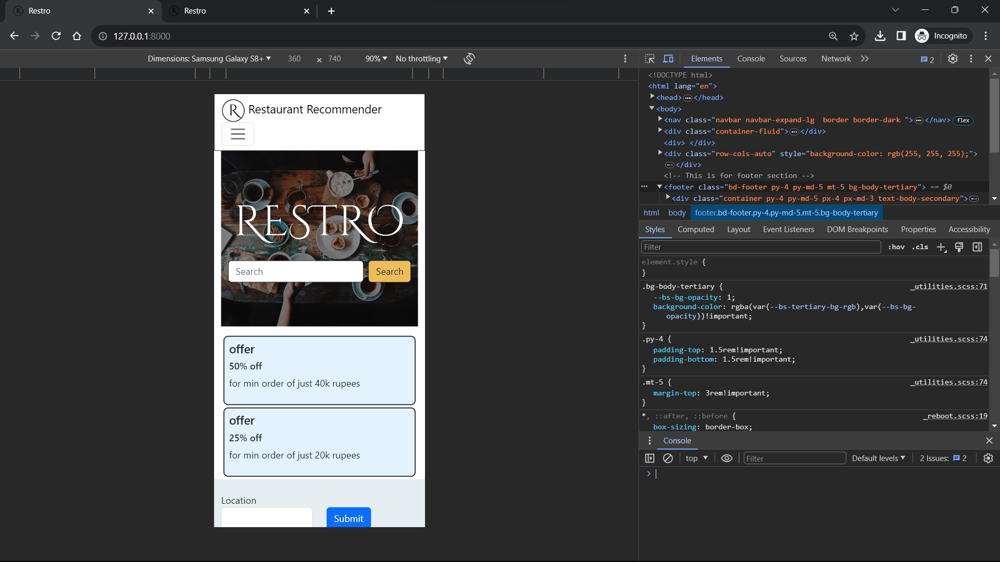 Restro
Restro
127.0.0.1:8000
Incognito
Dimensions: Samsung Galaxy S8+ 360 × 740 90% No throttling
Elements Console Sources Network 2
R Restaurant Recommender
RESTRO
Search Search
offer
50% off
for min order of just 40k rupees
offer
25% off
for min order of just 20k rupees
Location
Submit
<!DOCTYPE html>
<html lang="en">
<head>…</head>
<body>
<nav class="navbar navbar-expand-lg  border border-dark ">…</nav> flex
<div class="container-fluid">…</div>
<div> </div>
<div class="row-cols-auto" style="background-color: rgb(255, 255, 255);">
…</div>
<!-- This is for footer section -->
<footer class="bd-footer py-4 py-md-5 mt-5 bg-body-tertiary"> == $0
<div class="container py-4 py-md-5 px-4 px-md-3 text-body-secondary">…
html body footer.bd-footer.py-4.py-md-5.mt-5.bg-body-tertiary
Styles Computed Layout Event Listeners DOM Breakpoints Properties Accessibility
Filter :hov .cls
element.style {
}
.bg-body-tertiary { _utilities.scss:71
--bs-bg-opacity: 1;
background-color: rgba(var(--bs-tertiary-bg-rgb),var(--bs-bg-
opacity))!important;
}
.py-4 { _utilities.scss:74
padding-top: 1.5rem!important;
padding-bottom: 1.5rem!important;
}
.mt-5 { _utilities.scss:74
margin-top: 3rem!important;
}
*, ::after, ::before { _reboot.scss:19
box-sizing: border-box;
Console
top Filter Default levels 2 Issues: 2
>